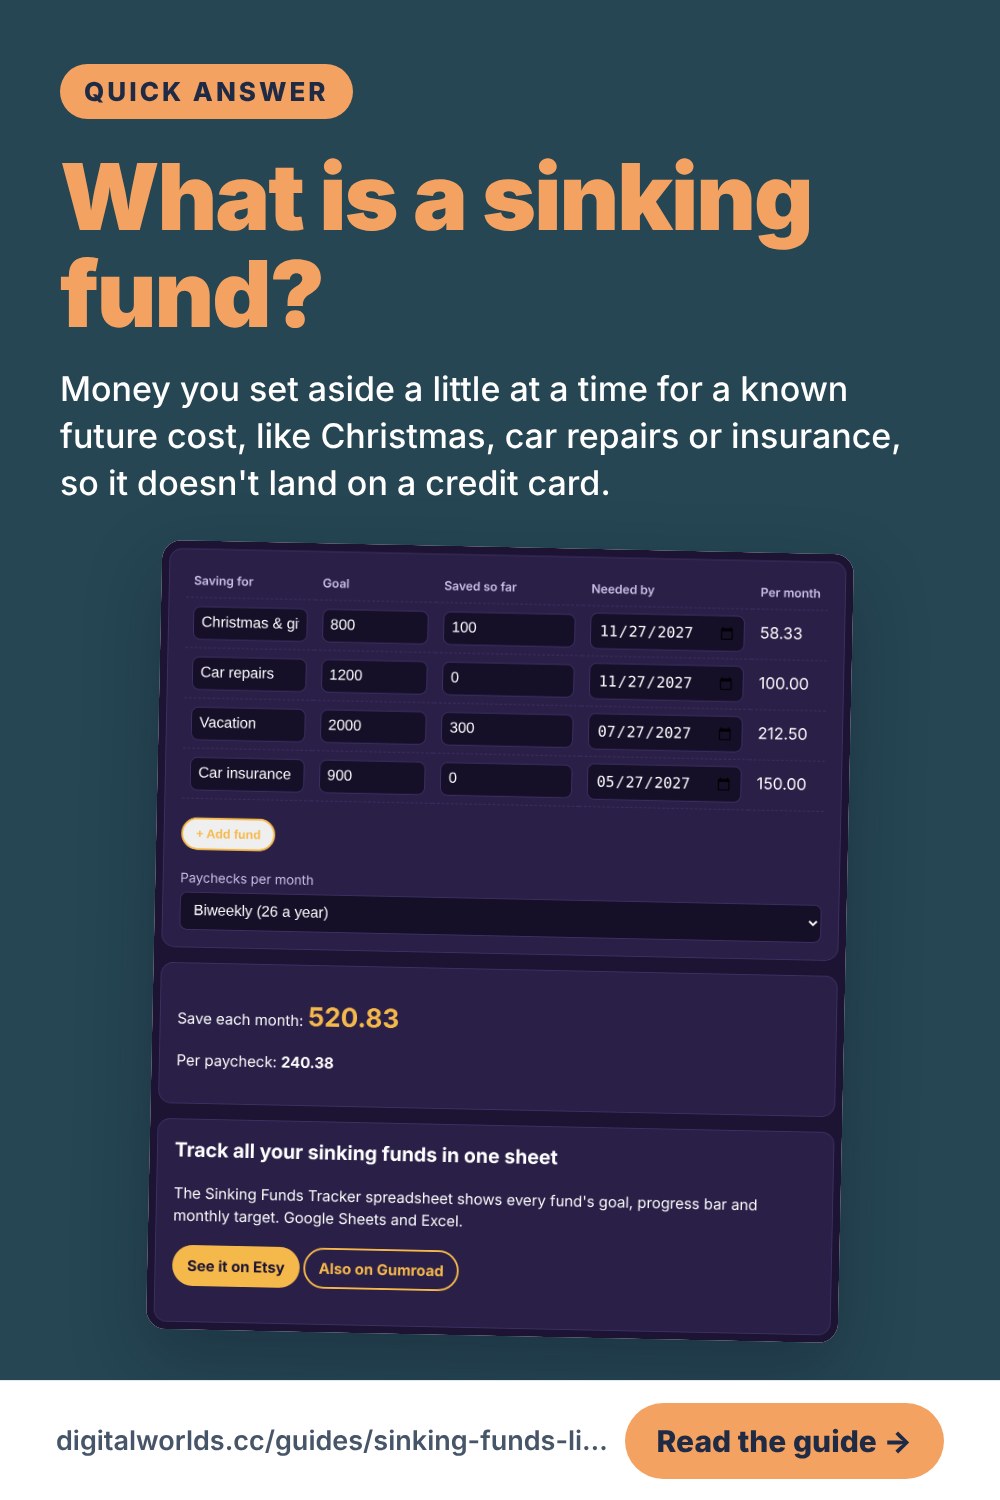 QUICK ANSWER
What is a sinking
fund?
Money you set aside a little at a time for a known
future cost, like Christmas, car repairs or insurance,
so it doesn't land on a credit card.
Saving for Goal Saved so far Needed by Per month
Christmas & gi 800 100 11/27/2027 58.33
Car repairs 1200 0 11/27/2027 100.00
Vacation 2000 300 07/27/2027 212.50
Car insurance 900 0 05/27/2027 150.00
+ Add fund
Paychecks per month
Biweekly (26 a year)
Save each month: 520.83
Per paycheck: 240.38
Track all your sinking funds in one sheet
The Sinking Funds Tracker spreadsheet shows every fund's goal, progress bar and
monthly target. Google Sheets and Excel.
See it on Etsy Also on Gumroad
digitalworlds.cc/guides/sinking-funds-li... Read the guide →